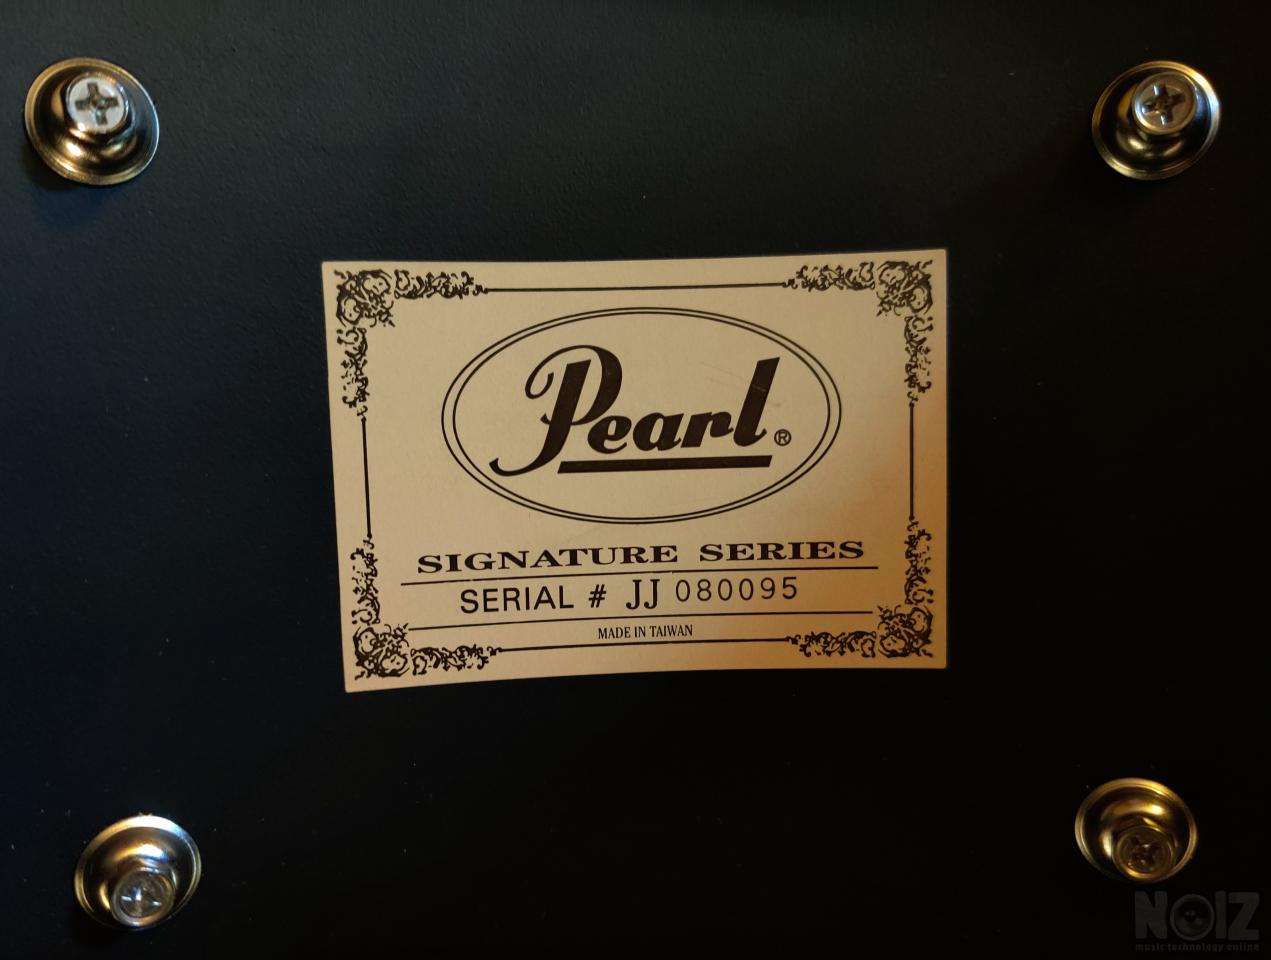 Pearl®
SIGNATURE SERIES
SERIAL # JJ 080095
MADE IN TAIWAN
NOIZ
music technology online